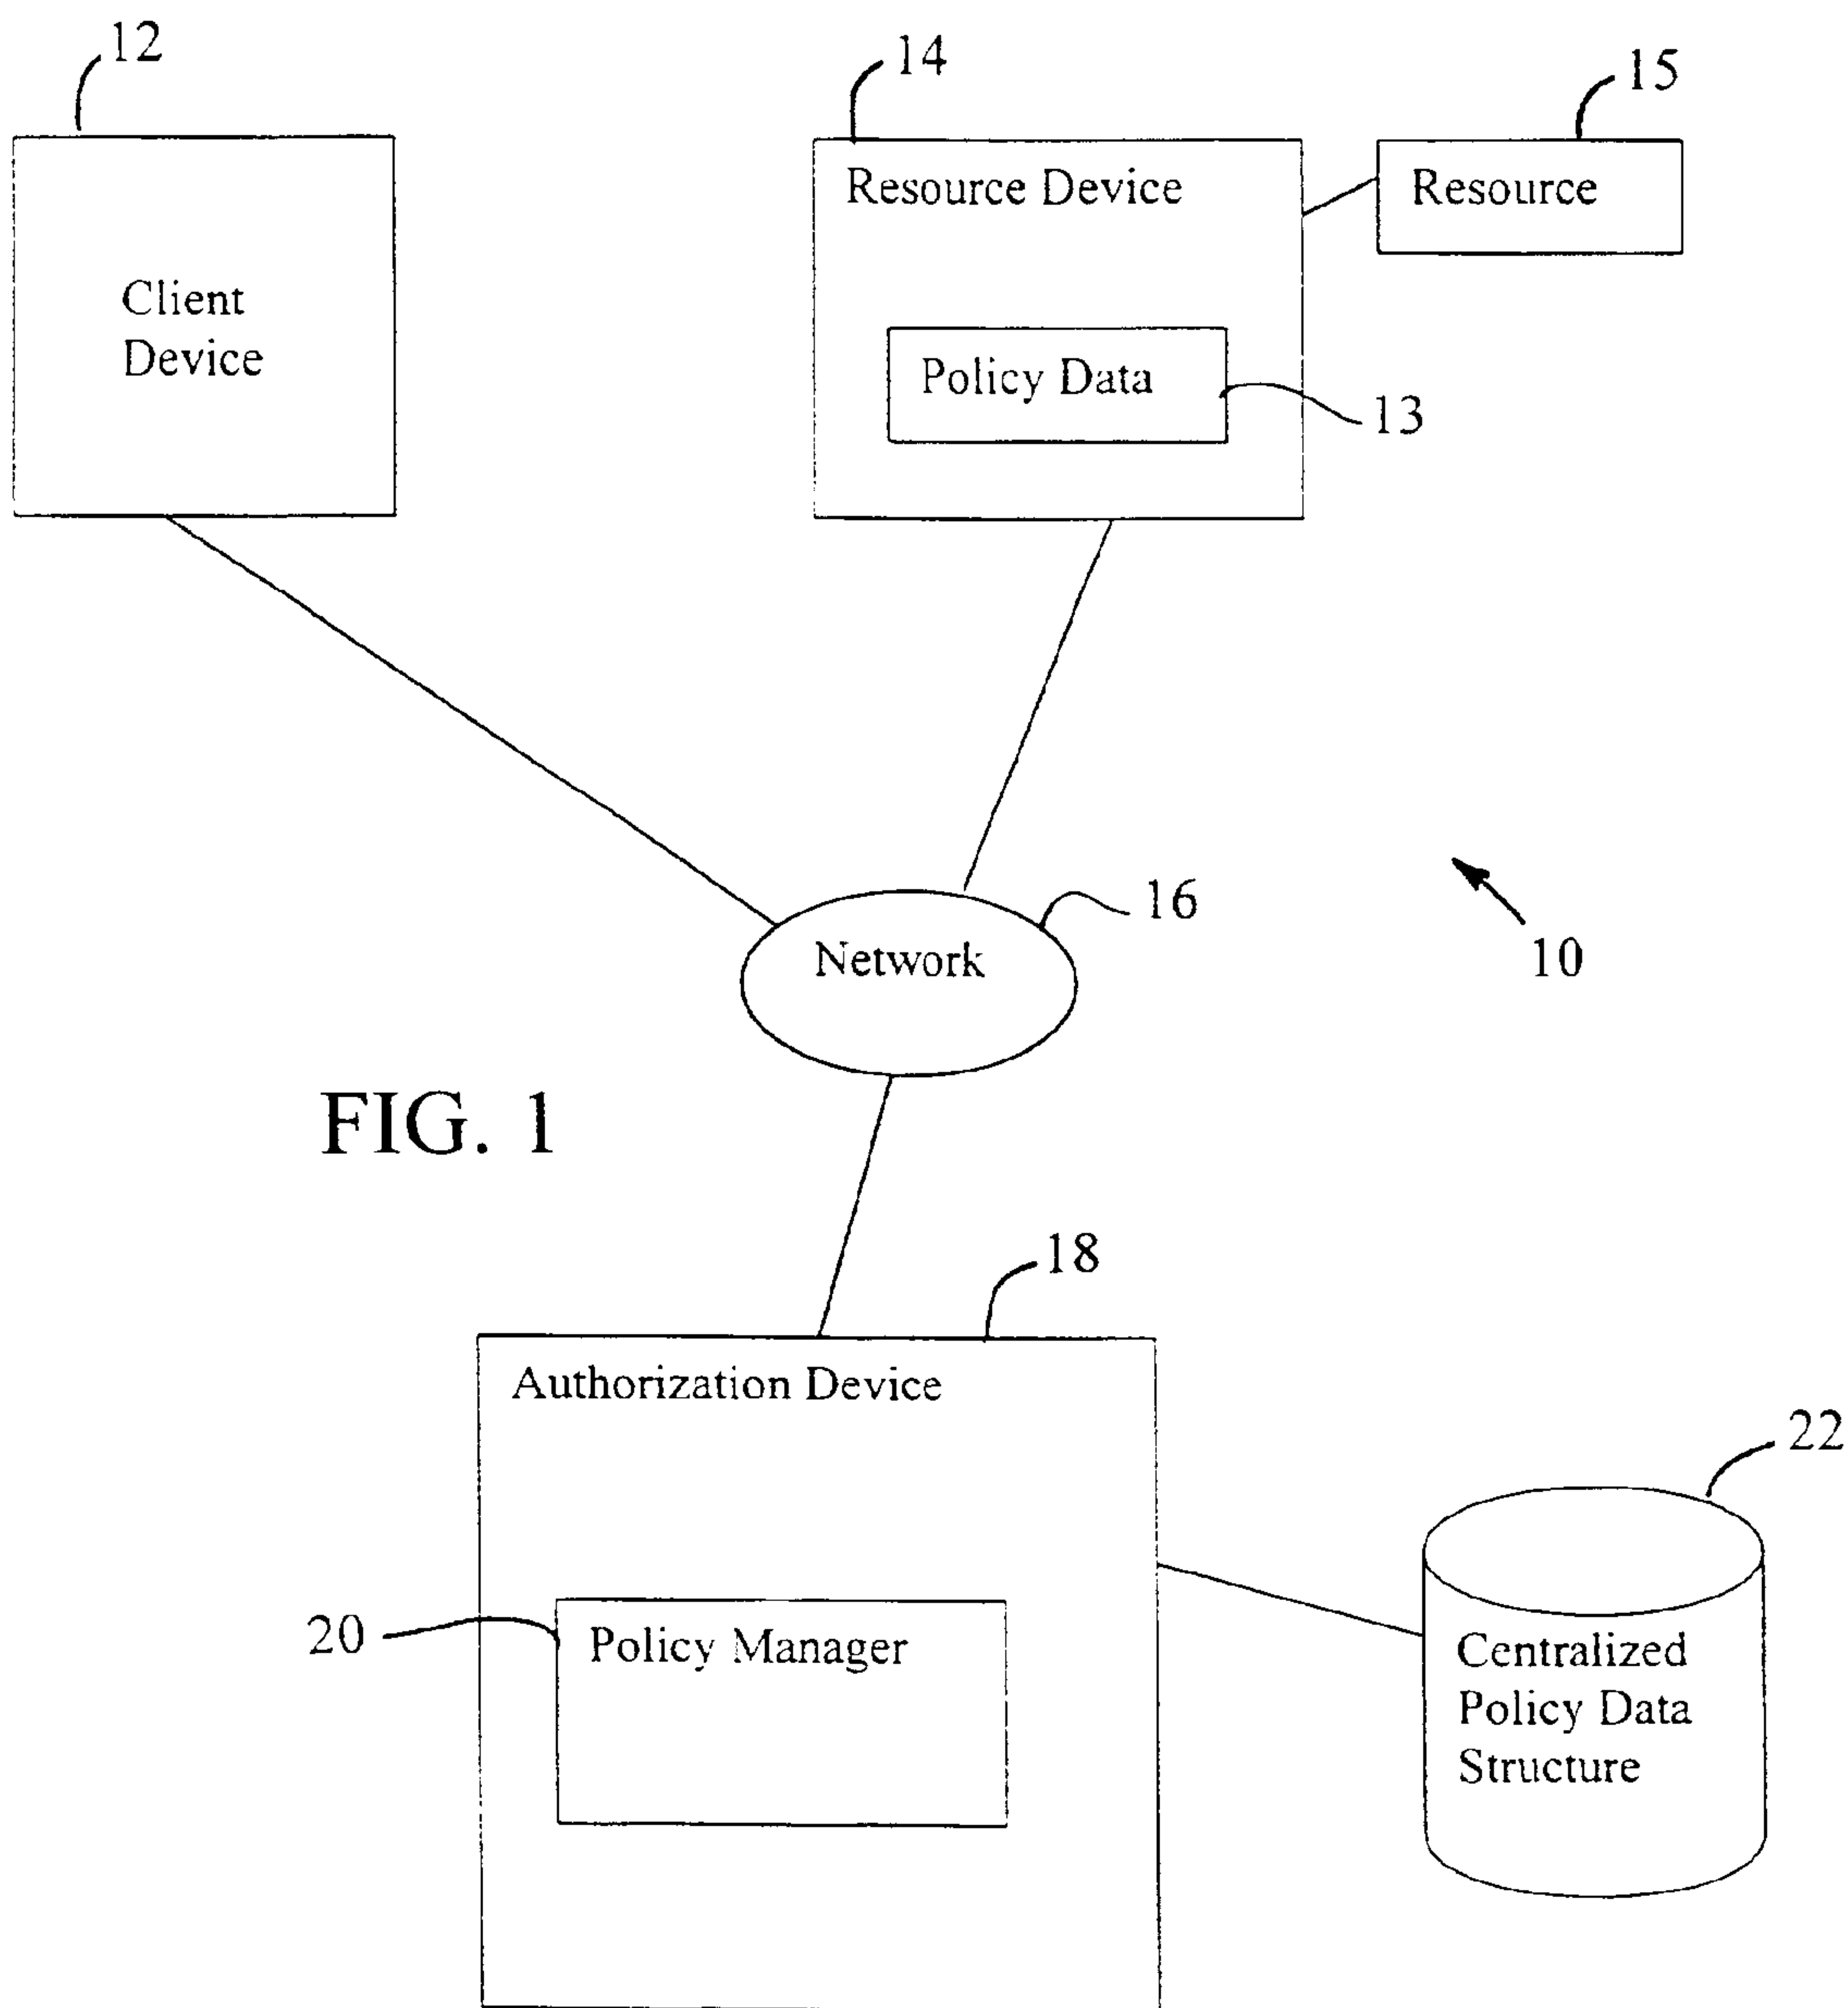 12
14
15
Resource Device
Resource
Client
Device
Policy Data
13
16
Network
10
FIG. 1
18
Authorization Device
22
20
Policy Manager
Centralized
Policy Data
Structure